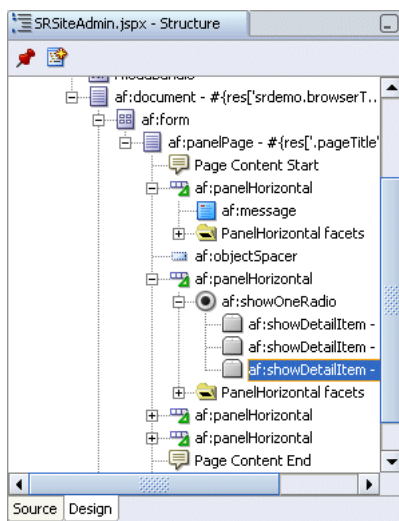 SRSiteAdmin.jspx - Structure
af:document - #{res['srdemo.browserT..
af:form
af:panelPage - #{res['.pageTitle'
Page Content Start
af:panelHorizontal
af:message
PanelHorizontal facets
af:objectSpacer
af:panelHorizontal
af:showOneRadio
af:showDetailItem -
af:showDetailItem -
af:showDetailItem -
PanelHorizontal facets
af:panelHorizontal
af:panelHorizontal
Page Content End
Source Design